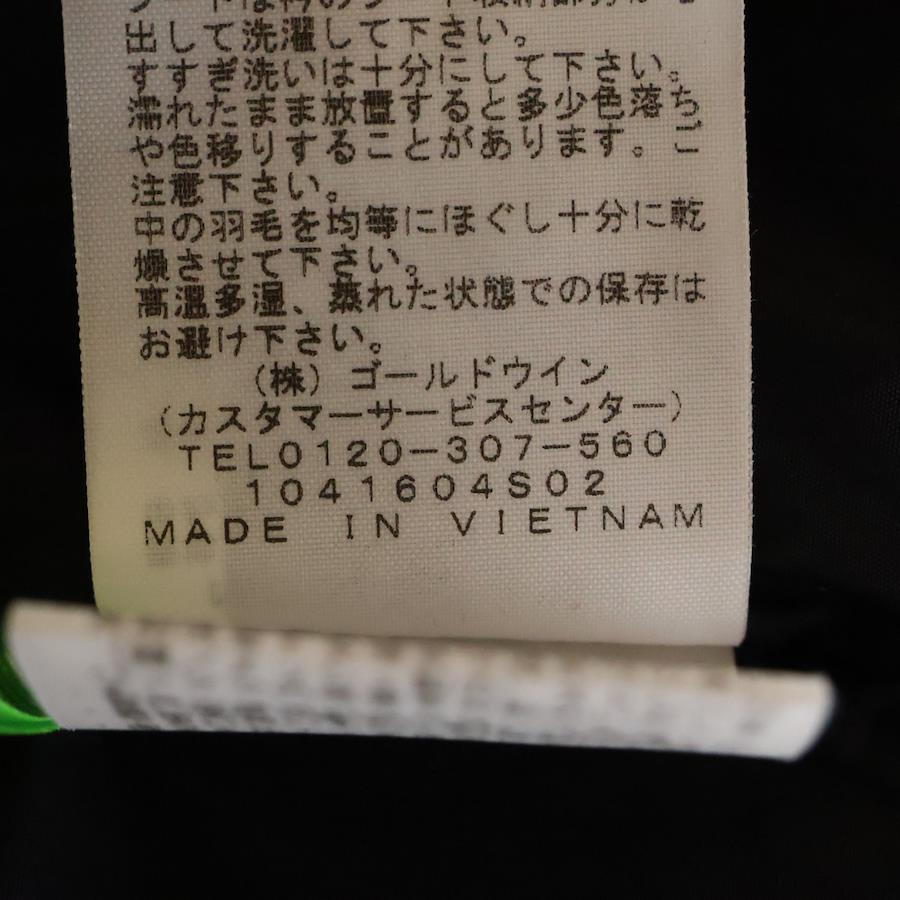 出して洗濯して下さい。
すすぎ洗いは十分にして下さい。
濡れたまま放置すると多少色落ち
や色移りすることがあります。ご
注意下さい。
中の羽毛を均等にほぐし十分に乾
燥させて下さい。
高温多湿、蒸れた状態での保存は
お避け下さい。
(株)ゴールドウイン
(カスタマーサービスセンター)
TEL0120-307-560
1041604S02
MADE IN VIETNAM